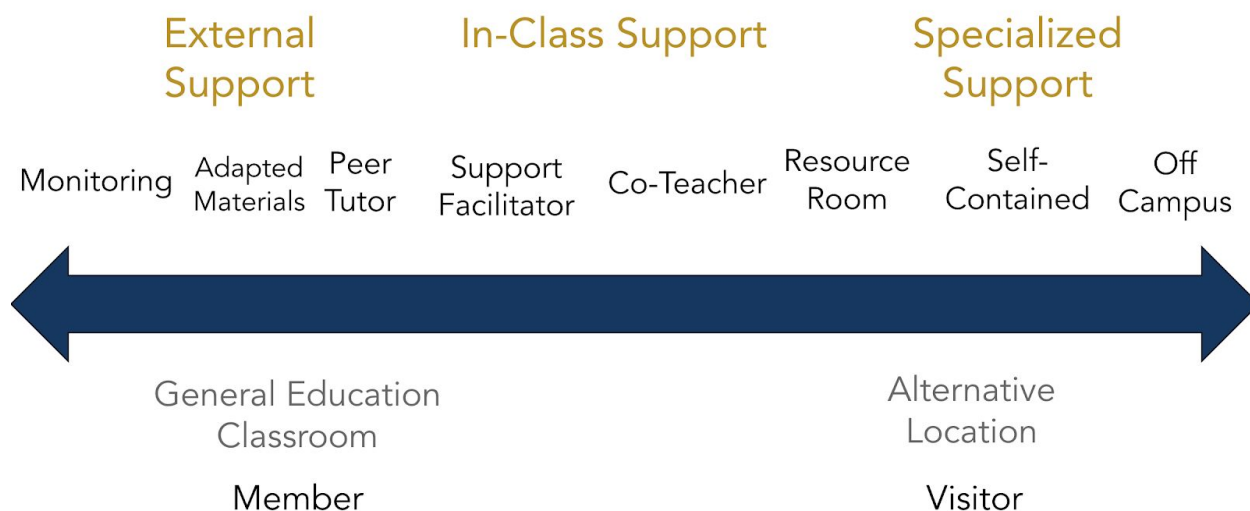 External
Support
In-Class Support
Specialized
Support
Monitoring
Adapted
Materials
Peer
Tutor
Support
Facilitator
Co-Teacher
Resource
Room
Self-
Contained
Off
Campus
General Education
Classroom
Alternative
Location
Member
Visitor